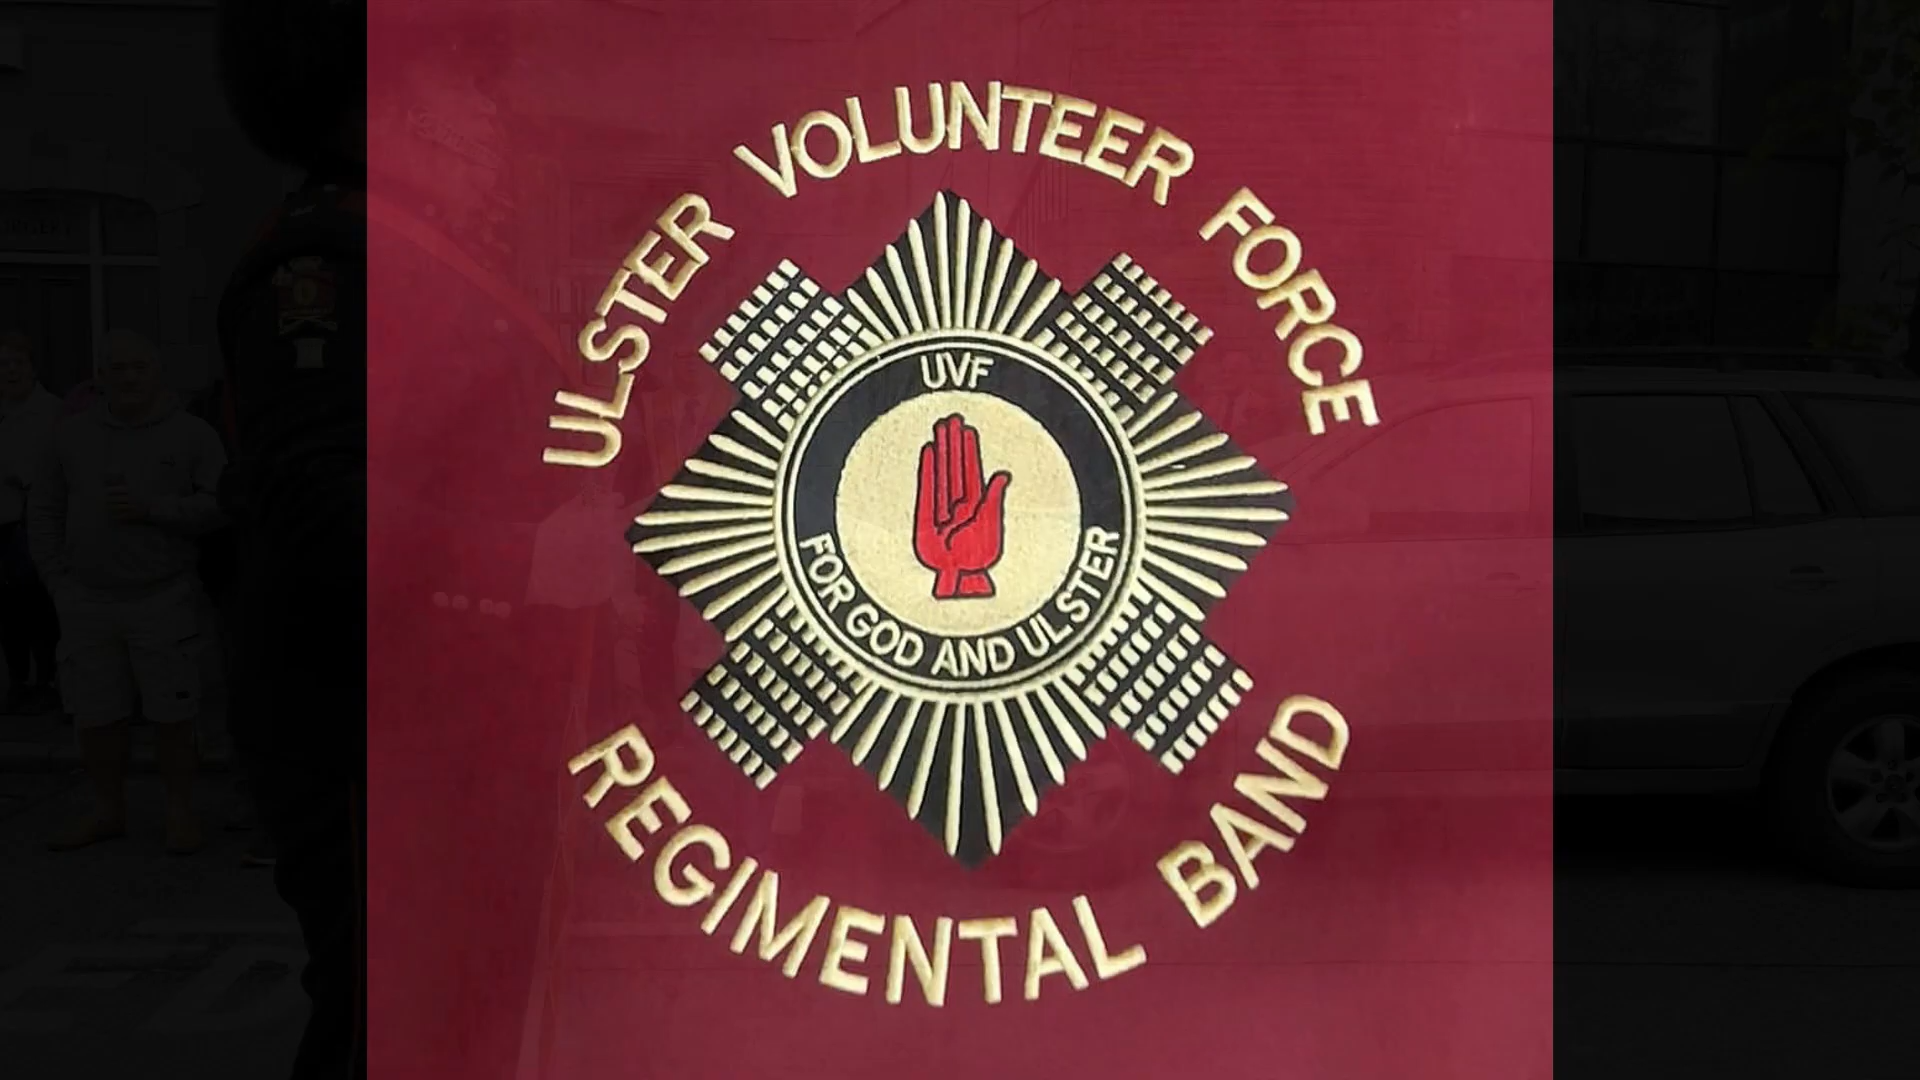 ULSTER VOLUNTEER FORCE
UVF
FOR GOD AND ULSTER
REGIMENTAL BAND